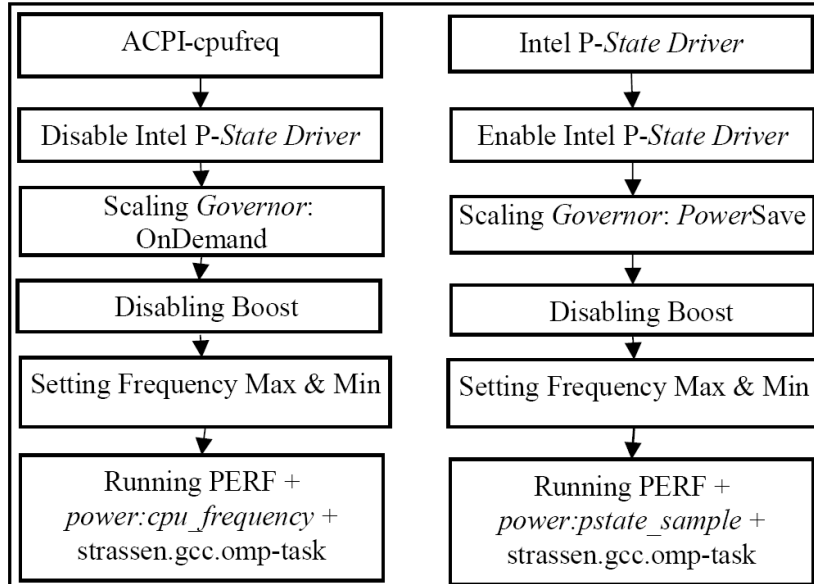 ACPI-cpufreq
Disable Intel P-State Driver
Scaling Governor:
OnDemand
Disabling Boost
Setting Frequency Max & Min
Running PERF +
power:cpu_frequency +
strassen.gcc.omp-task
Intel P-State Driver
Enable Intel P-State Driver
Scaling Governor: PowerSave
Disabling Boost
Setting Frequency Max & Min
Running PERF +
power:pstate_sample +
strassen.gcc.omp-task